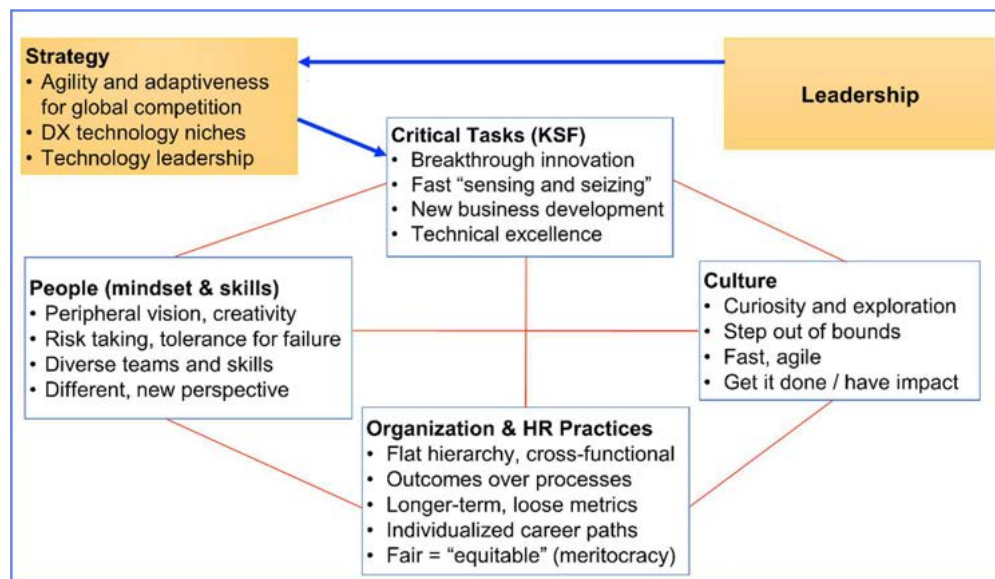 Strategy
• Agility and adaptiveness
for global competition
• DX technology niches
• Technology leadership
Leadership
Critical Tasks (KSF)
• Breakthrough innovation
• Fast “sensing and seizing”
• New business development
• Technical excellence
People (mindset & skills)
• Peripheral vision, creativity
• Risk taking, tolerance for failure
• Diverse teams and skills
• Different, new perspective
Culture
• Curiosity and exploration
• Step out of bounds
• Fast, agile
• Get it done / have impact
Organization & HR Practices
• Flat hierarchy, cross-functional
• Outcomes over processes
• Longer-term, loose metrics
• Individualized career paths
• Fair = “equitable” (meritocracy)